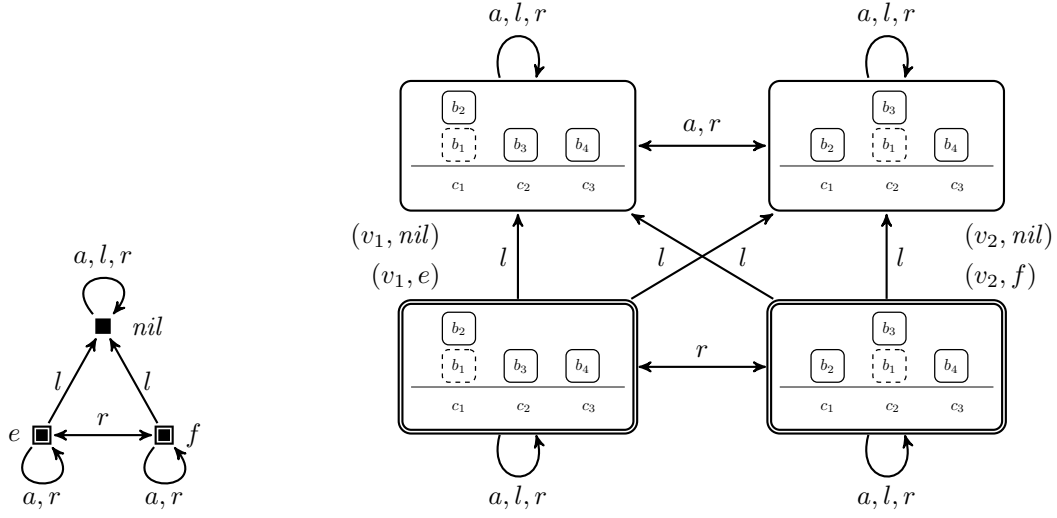 a, l, r
a, l, r
b₂
b₃
b₁ b₃ b₄
a, r
b₂ b₁ b₄
c₁ c₂ c₃
c₁ c₂ c₃
(v₁, nil)
(v₂, nil)
(v₁, e)
(v₂, f)
l
l
l
l
a, l, r
nil
b₂
b₃
b₁ b₃ b₄
r
b₂ b₁ b₄
c₁ c₂ c₃
c₁ c₂ c₃
l
l
e
r
f
a, r
a, r
a, l, r
a, l, r